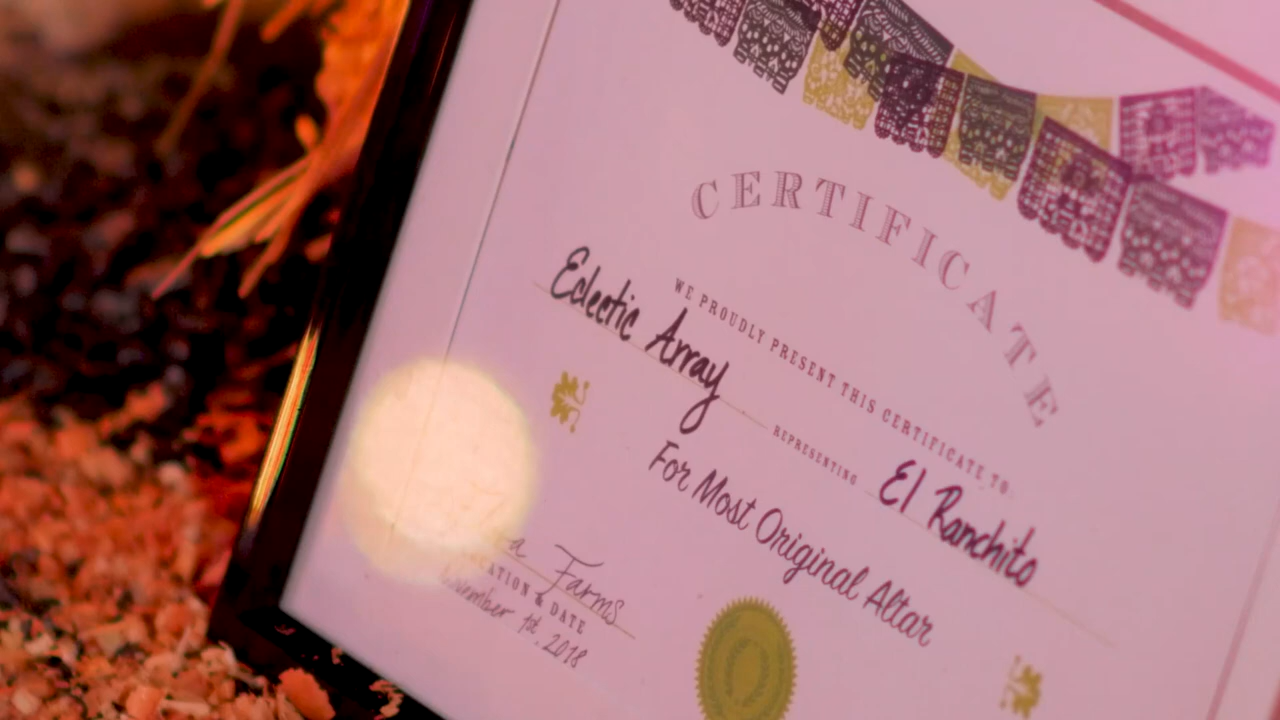 CERTIFICATE
WE PROUDLY PRESENT THIS CERTIFICATE TO:
Eclectic Array REPRESENTING El Ranchito
For Most Original Altar
Farms
& DATE
November 1st, 2018